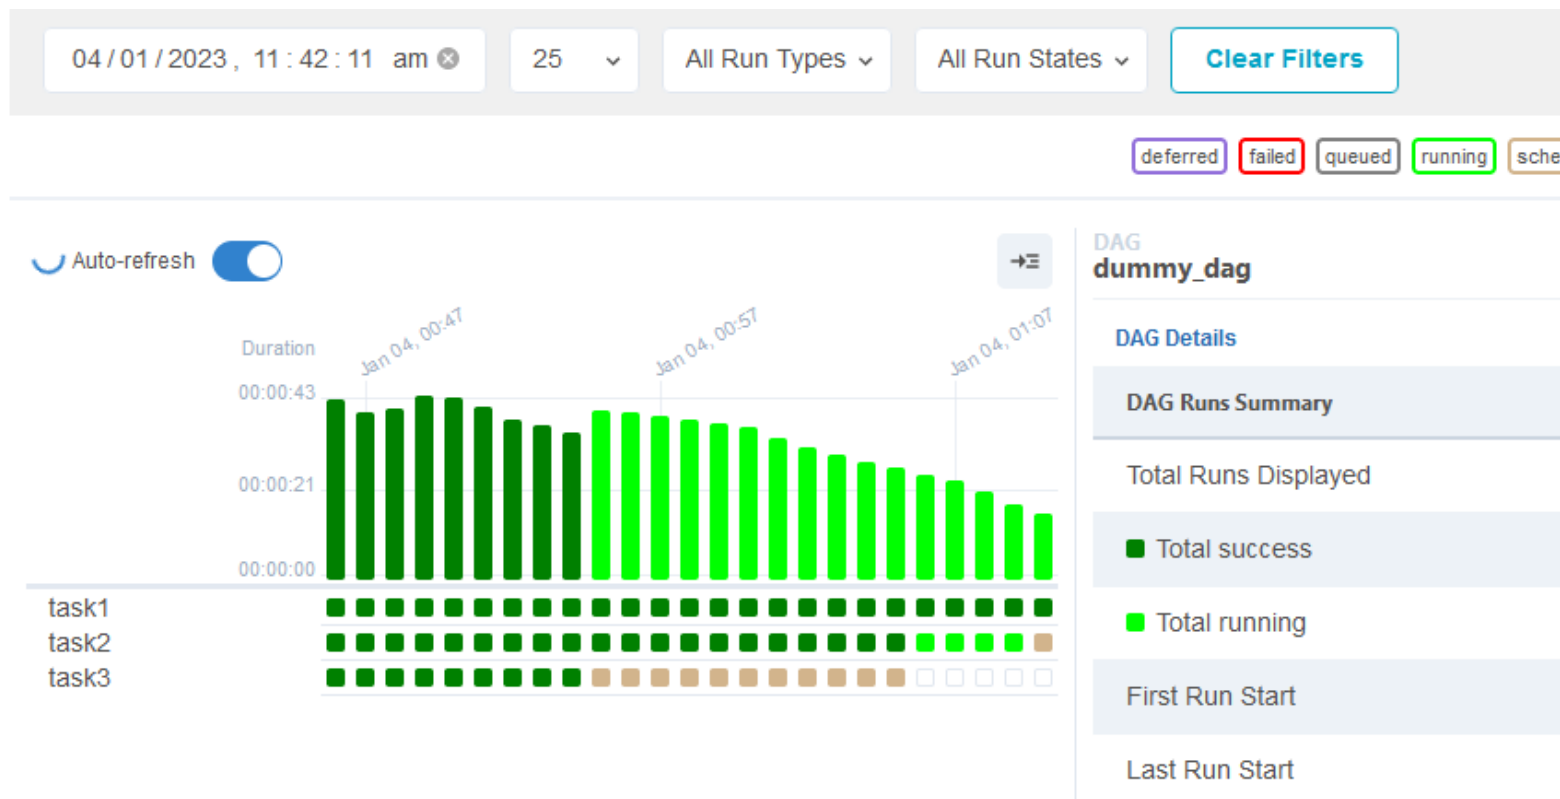 04/01/2023, 11:42:11 am 25 All Run Types All Run States Clear Filters
deferred failed queued running sche
Auto-refresh
DAG
dummy_dag
Duration Jan 04, 00:47 Jan 04, 00:57 Jan 04, 01:07
00:00:43
00:00:21
00:00:00
task1
task2
task3
DAG Details
DAG Runs Summary
Total Runs Displayed
Total success
Total running
First Run Start
Last Run Start